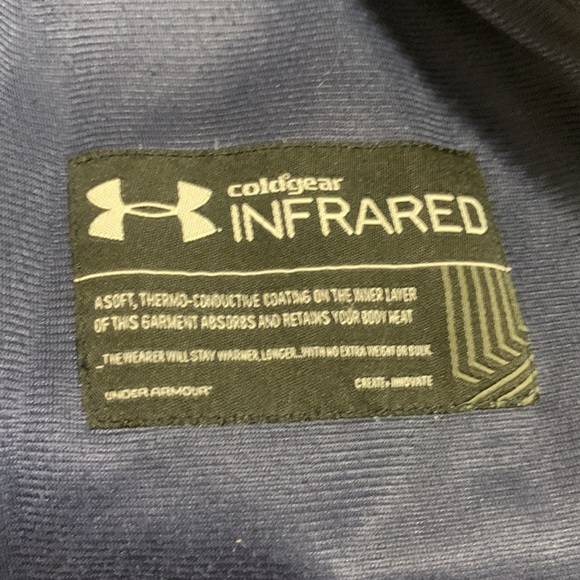 coldgear
INFRARED
A SOFT, THERMO-CONDUCTIVE COATING ON THE INNER LAYER
OF THIS GARMENT ABSORBS AND RETAINS YOUR BODY HEAT
_THE WEARER WILL STAY WARMER, LONGER...WITH NO EXTRA WEIGHT OR BULK.
UNDER ARMOUR
CREATE + INNOVATE